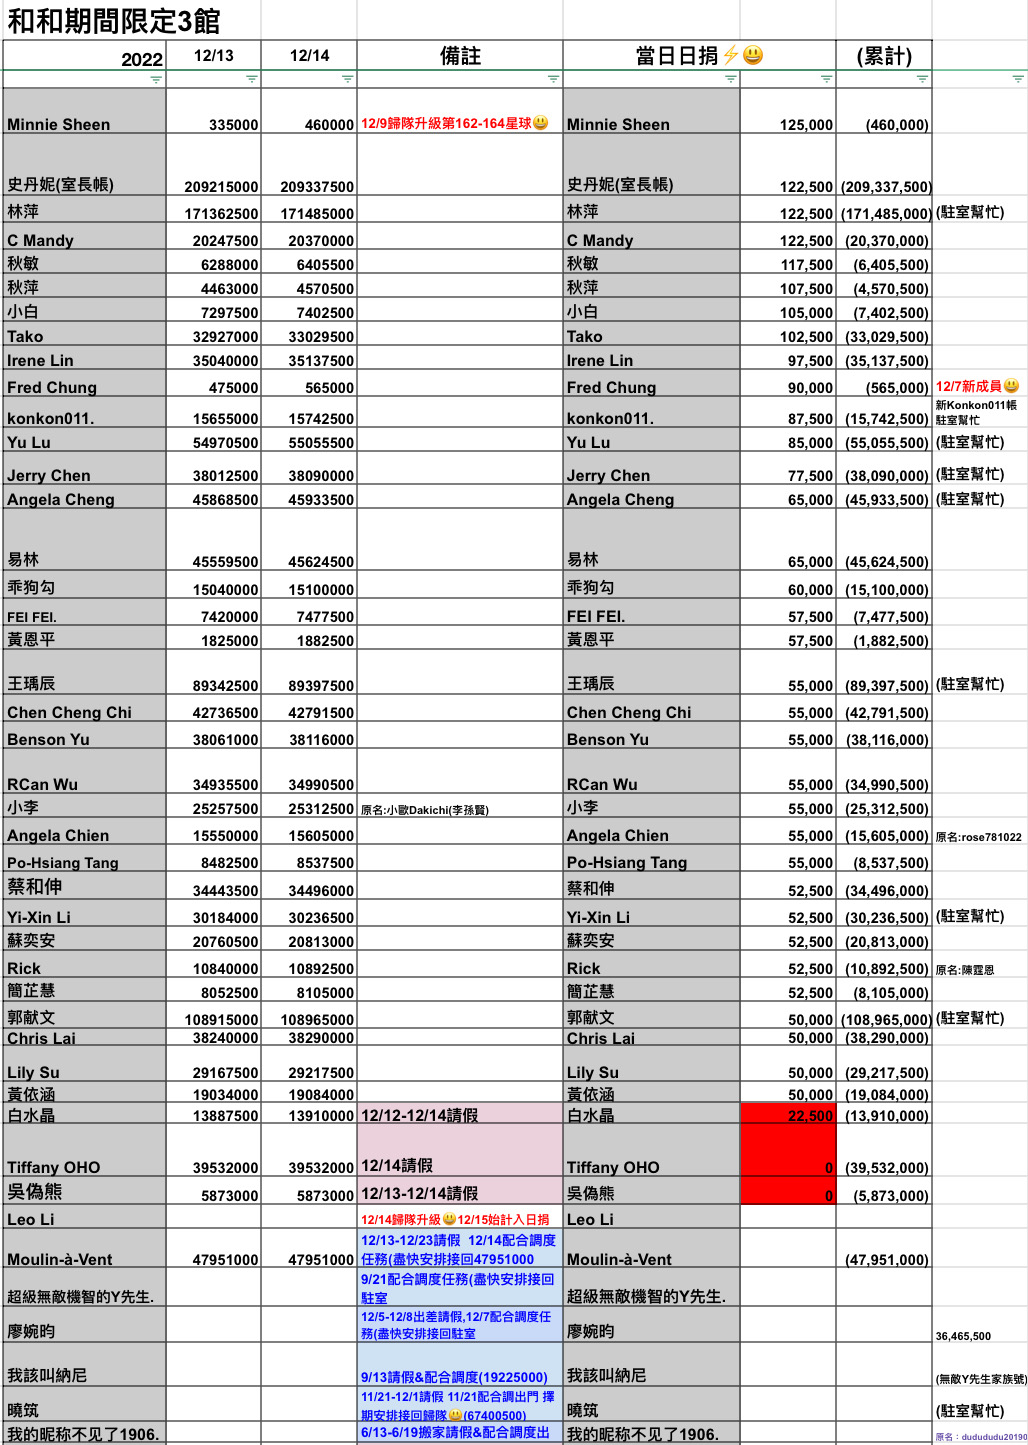 和和期間限定3館
2022 12/13 12/14 備註 當日日捐⚡😃 (累計)
Minnie Sheen 335000 460000 12/9歸隊升級第162-164星球😃 Minnie Sheen 125,000 (460,000)
史丹妮(室長帳) 209215000 209337500 史丹妮(室長帳) 122,500 (209,337,500)
林萍 171362500 171485000 林萍 122,500 (171,485,000) (駐室幫忙)
C Mandy 20247500 20370000 C Mandy 122,500 (20,370,000)
秋敏 6288000 6405500 秋敏 117,500 (6,405,500)
秋萍 4463000 4570500 秋萍 107,500 (4,570,500)
小白 7297500 7402500 小白 105,000 (7,402,500)
Tako 32927000 33029500 Tako 102,500 (33,029,500)
Irene Lin 35040000 35137500 Irene Lin 97,500 (35,137,500)
Fred Chung 475000 565000 Fred Chung 90,000 (565,000) 12/7新成員😃
konkon011. 15655000 15742500 konkon011. 87,500 (15,742,500) 新Konkon011帳
駐室幫忙
Yu Lu 54970500 55055500 Yu Lu 85,000 (55,055,500) (駐室幫忙)
Jerry Chen 38012500 38090000 Jerry Chen 77,500 (38,090,000) (駐室幫忙)
Angela Cheng 45868500 45933500 Angela Cheng 65,000 (45,933,500) (駐室幫忙)
易林 45559500 45624500 易林 65,000 (45,624,500)
乖狗勾 15040000 15100000 乖狗勾 60,000 (15,100,000)
FEI FEI. 7420000 7477500 FEI FEI. 57,500 (7,477,500)
黃恩平 1825000 1882500 黃恩平 57,500 (1,882,500)
王瑀辰 89342500 89397500 王瑀辰 55,000 (89,397,500) (駐室幫忙)
Chen Cheng Chi 42736500 42791500 Chen Cheng Chi 55,000 (42,791,500)
Benson Yu 38061000 38116000 Benson Yu 55,000 (38,116,000)
RCan Wu 34935500 34990500 RCan Wu 55,000 (34,990,500)
小李 25257500 25312500 原名:小歐Dakichi(李孫賢) 小李 55,000 (25,312,500)
Angela Chien 15550000 15605000 Angela Chien 55,000 (15,605,000) 原名:rose781022
Po-Hsiang Tang 8482500 8537500 Po-Hsiang Tang 55,000 (8,537,500)
蔡和伸 34443500 34496000 蔡和伸 52,500 (34,496,000)
Yi-Xin Li 30184000 30236500 Yi-Xin Li 52,500 (30,236,500) (駐室幫忙)
蘇奕安 20760500 20813000 蘇奕安 52,500 (20,813,000)
Rick 10840000 10892500 Rick 52,500 (10,892,500) 原名:陳霆恩
簡芷慧 8052500 8105000 簡芷慧 52,500 (8,105,000)
郭献文 108915000 108965000 郭献文 50,000 (108,965,000) (駐室幫忙)
Chris Lai 38240000 38290000 Chris Lai 50,000 (38,290,000)
Lily Su 29167500 29217500 Lily Su 50,000 (29,217,500)
黃依涵 19034000 19084000 黃依涵 50,000 (19,084,000)
白水晶 13887500 13910000 12/12-12/14請假 白水晶 22,500 (13,910,000)
Tiffany OHO 39532000 39532000 12/14請假 Tiffany OHO 0 (39,532,000)
吳偽熊 5873000 5873000 12/13-12/14請假 吳偽熊 0 (5,873,000)
Leo Li 12/14歸隊升級😃12/15始計入日捐 Leo Li
Moulin-à-Vent 47951000 47951000 12/13-12/23請假 12/14配合調度
任務(盡快安排接回47951000 Moulin-à-Vent (47,951,000)
超級無敵機智的Y先生. 9/21配合調度任務(盡快安排接回
駐室 超級無敵機智的Y先生.
廖婉昀 12/5-12/8出差請假,12/7配合調度任
務(盡快安排接回駐室 廖婉昀 36,465,500
我該叫納尼 9/13請假&配合調度(19225000) 我該叫納尼 (無敵Y先生家族號)
曉筑 11/21-12/1請假 11/21配合調出門 擇
期安排接回歸隊😃(67400500) 曉筑 (駐室幫忙)
我的昵称不见了1906. 6/13-6/19搬家請假&配合調度出 我的昵称不见了1906. 原名：dudududu20190